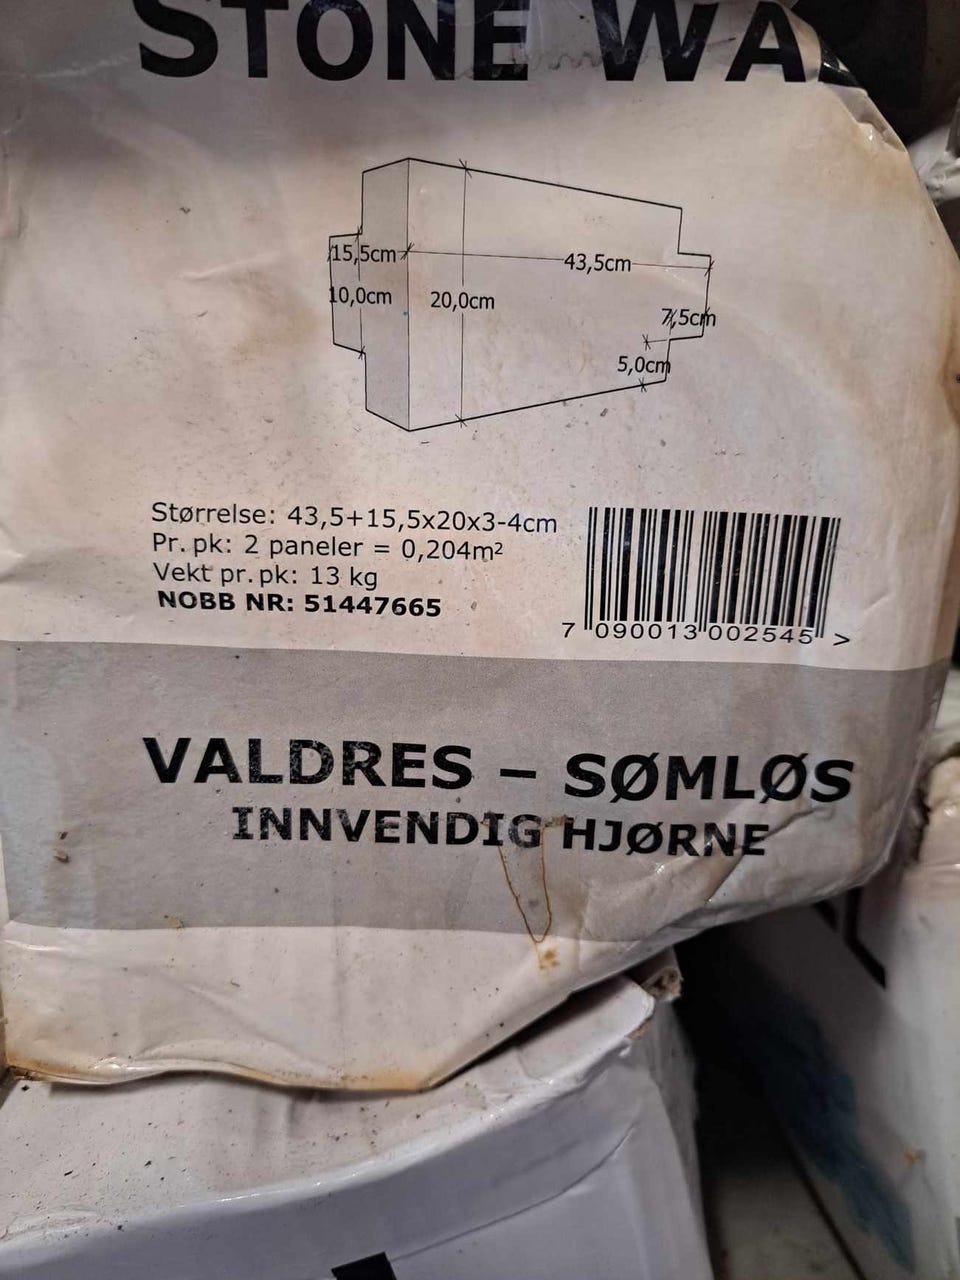 STONE WA
15,5cm
43,5cm
10,0cm
20,0cm
7,5cm
5,0cm
Størrelse: 43,5+15,5x20x3-4cm
Pr. pk: 2 paneler = 0,204m²
Vekt pr. pk: 13 kg
NOBB NR: 51447665
7 090013 002545 >
VALDRES – SØMLØS
INNVENDIG HJØRNE